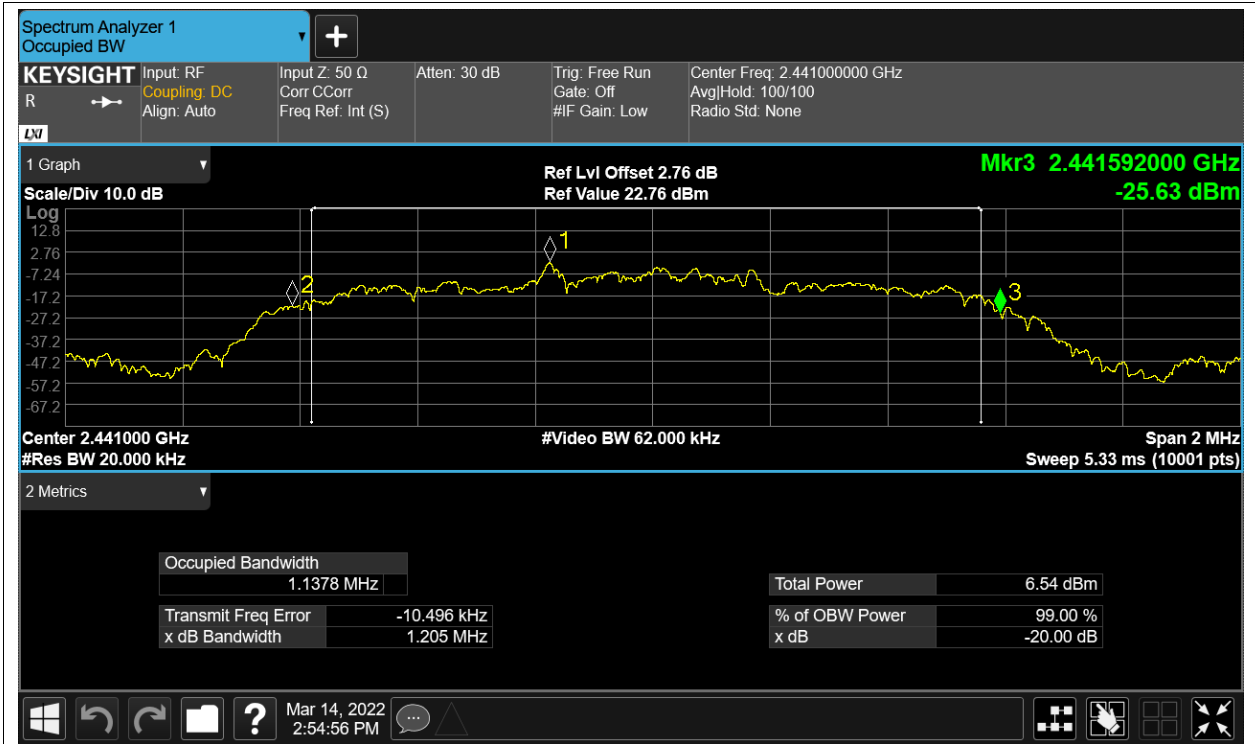 Spectrum Analyzer 1
Occupied BW
KEYSIGHT
R
LXI
Input: RF
Coupling: DC
Align: Auto
Input Z: 50 Ω
Corr CCorr
Freq Ref: Int (S)
Atten: 30 dB
Trig: Free Run
Gate: Off
#IF Gain: Low
Center Freq: 2.441000000 GHz
Avg|Hold: 100/100
Radio Std: None
1 Graph
Scale/Div 10.0 dB
Ref Lvl Offset 2.76 dB
Ref Value 22.76 dBm
Mkr3 2.441592000 GHz
-25.63 dBm
Log
12.8
2.76
-7.24
-17.2
-27.2
-37.2
-47.2
-57.2
-67.2
1
2
3
Center 2.441000 GHz
#Res BW 20.000 kHz
#Video BW 62.000 kHz
Span 2 MHz
Sweep 5.33 ms (10001 pts)
2 Metrics
Occupied Bandwidth
1.1378 MHz
Transmit Freq Error -10.496 kHz
x dB Bandwidth 1.205 MHz
Total Power 6.54 dBm
% of OBW Power 99.00 %
x dB -20.00 dB
?
Mar 14, 2022
2:54:56 PM